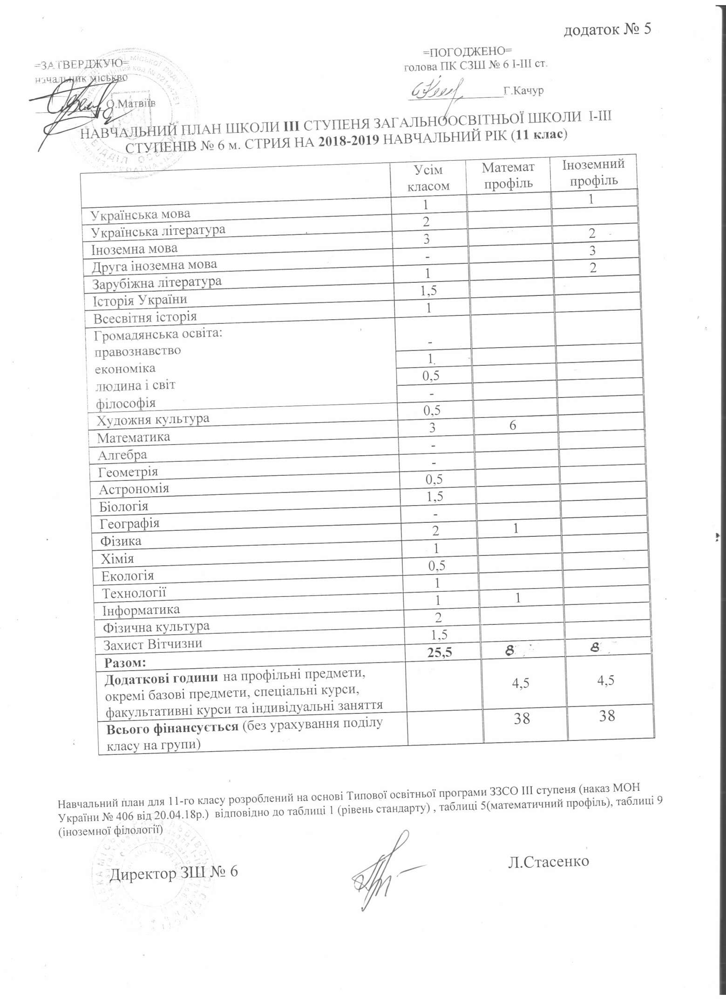 додаток № 5
=ЗАТВЕРДЖУЮ=
начальник міськво
О.Матвіїв
=ПОГОДЖЕНО=
голова ПК СЗШ № 6 І-ІІІ ст.
Г.Качур
НАВЧАЛЬНИЙ ПЛАН ШКОЛИ ІІІ СТУПЕНЯ ЗАГАЛЬНООСВІТНЬОЇ ШКОЛИ І-ІІІ
СТУПЕНІВ № 6 м. СТРИЯ НА 2018-2019 НАВЧАЛЬНИЙ РІК (11 клас)
Усім класом Математ профіль Іноземний профіль
Українська мова 1 1
Українська література 2
Іноземна мова 3 2
Друга іноземна мова - 3
Зарубіжна література 1 2
Історія України 1,5
Всесвітня історія 1
Громадянська освіта:
правознавство -
економіка 1
людина і світ 0,5
філософія -
Художня культура 0,5
Математика 3 6
Алгебра -
Геометрія -
Астрономія 0,5
Біологія 1,5
Географія -
Фізика 2 1
Хімія 1
Екологія 0,5
Технології 1
Інформатика 1 1
Фізична культура 2
Захист Вітчизни 1,5
Разом: 25,5 8 8
Додаткові години на профільні предмети,
окремі базові предмети, спеціальні курси, 4,5 4,5
факультативні курси та індивідуальні заняття
Всього фінансується (без урахування поділу 38 38
класу на групи)
Навчальний план для 11-го класу розроблений на основі Типової освітньої програми ЗЗСО ІІІ ступеня (наказ МОН
України № 406 від 20.04.18р.) відповідно до таблиці 1 (рівень стандарту) , таблиці 5(математичний профіль), таблиці 9
(іноземної філології)
Директор ЗШ № 6
Л.Стасенко